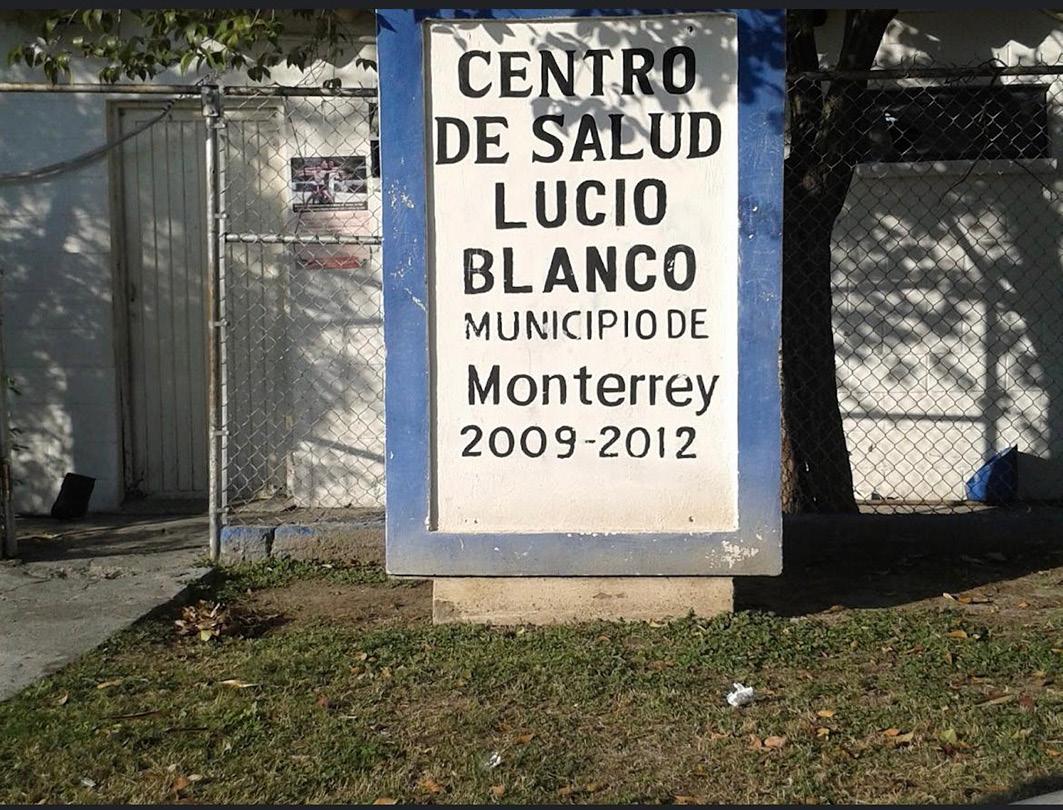 CENTRO
DE SALUD
LUCIO
BLANCO
MUNICIPIO DE
Monterrey
2009-2012